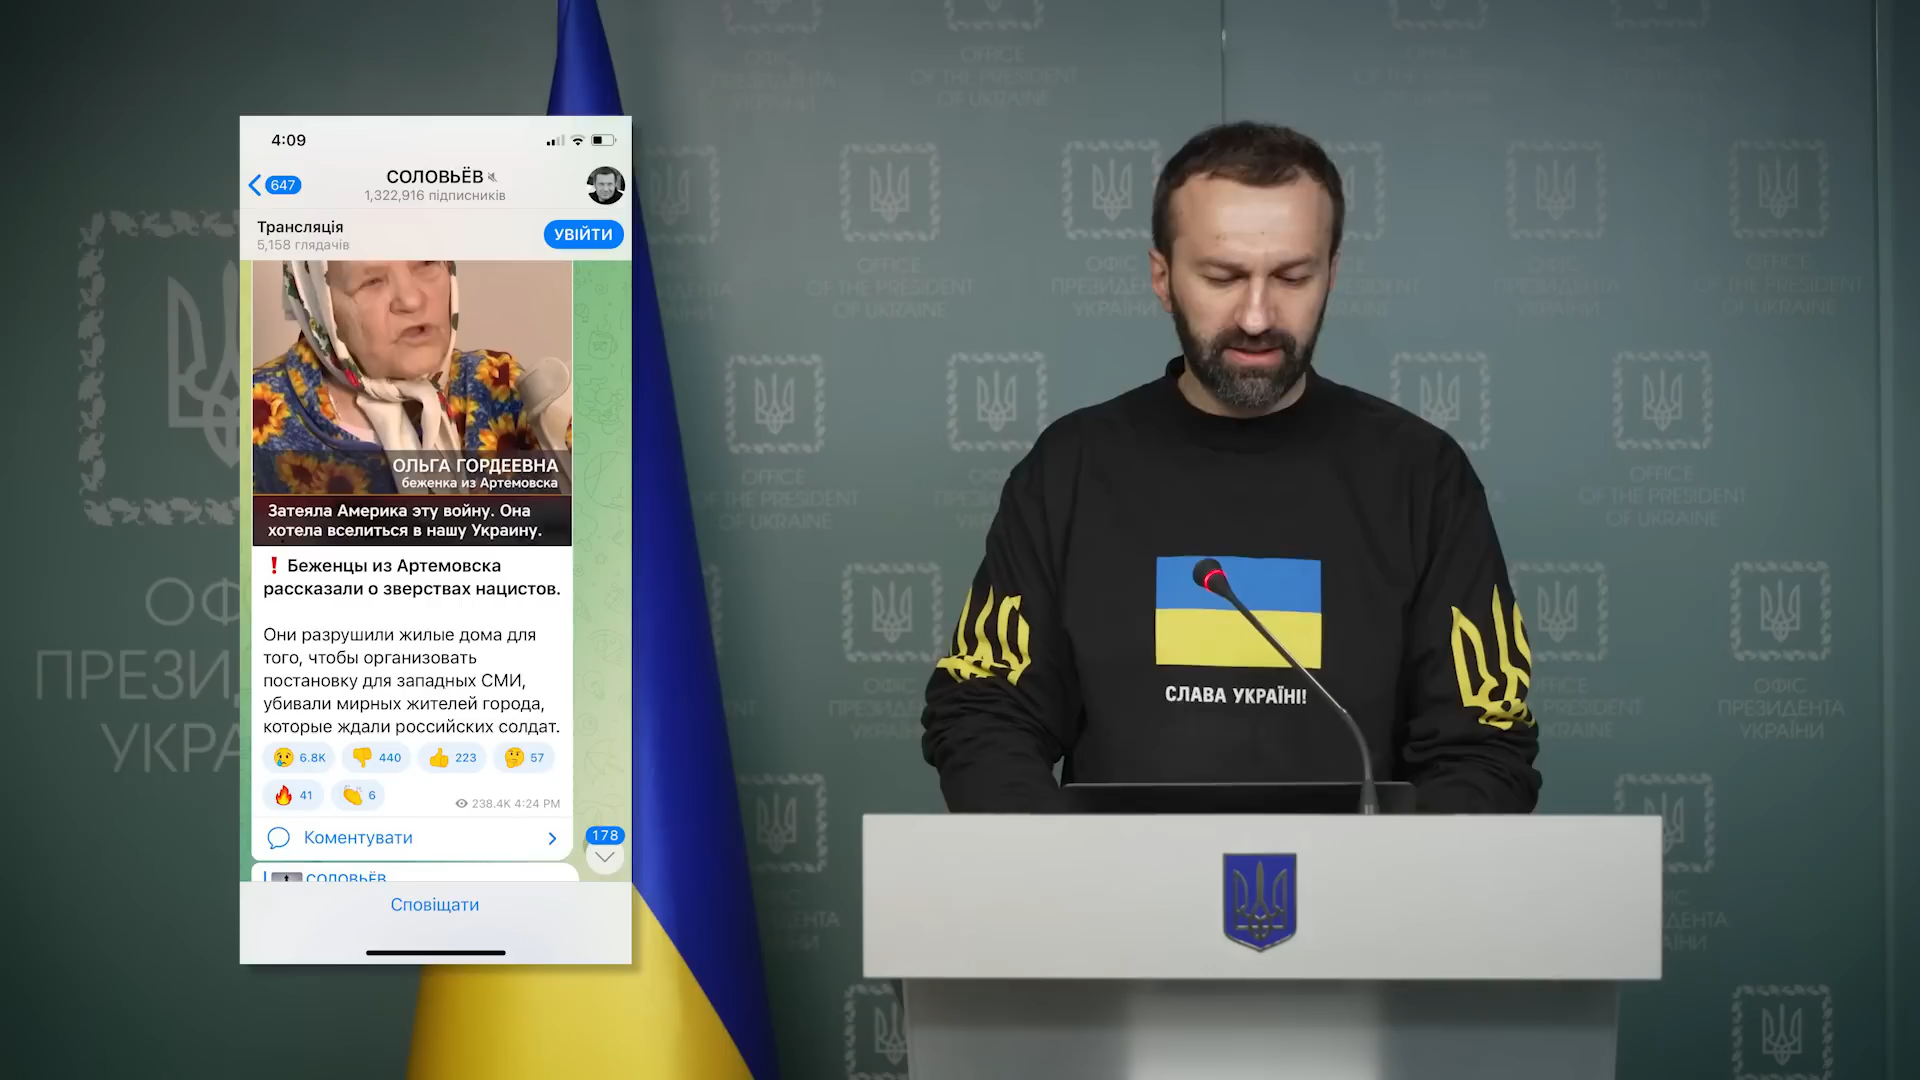 4:09
647
СОЛОВЬЁВ
1,322,916 підписників
Трансляція
5,158 глядачів
УВІЙТИ
ОЛЬГА ГОРДЕЕВНА
беженка из Артемовска
Затеяла Америка эту войну. Она
хотела вселиться в нашу Украину.
❗ Беженцы из Артемовска
рассказали о зверствах нацистов.
Они разрушили жилые дома для
того, чтобы организовать
постановку для западных СМИ,
убивали мирных жителей города,
которые ждали российских солдат.
😢 6.8K 👎 440 👍 223 🤔 57
🔥 41 👏 6
238.4K 4:24 PM
Коментувати
178
СОЛОВЬЁВ
Сповіщати
СЛАВА УКРАЇНІ!
OFFICE
OF THE PRESIDENT
OF UKRAINE
ОФІС
ПРЕЗИДЕНТА
УКРАЇНИ